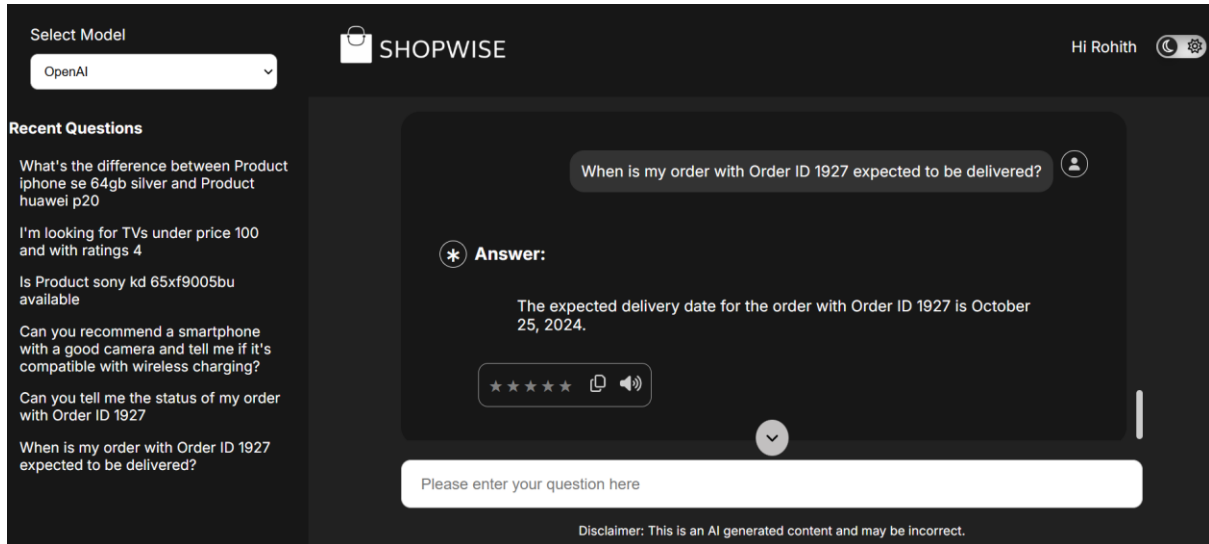 Select Model
OpenAI
Recent Questions
What's the difference between Product
iphone se 64gb silver and Product
huawei p20
I'm looking for TVs under price 100
and with ratings 4
Is Product sony kd 65xf9005bu
available
Can you recommend a smartphone
with a good camera and tell me if it's
compatible with wireless charging?
Can you tell me the status of my order
with Order ID 1927
When is my order with Order ID 1927
expected to be delivered?
SHOPWISE
Hi Rohith
When is my order with Order ID 1927 expected to be delivered?
Answer:
The expected delivery date for the order with Order ID 1927 is October
25, 2024.
Please enter your question here
Disclaimer: This is an AI generated content and may be incorrect.